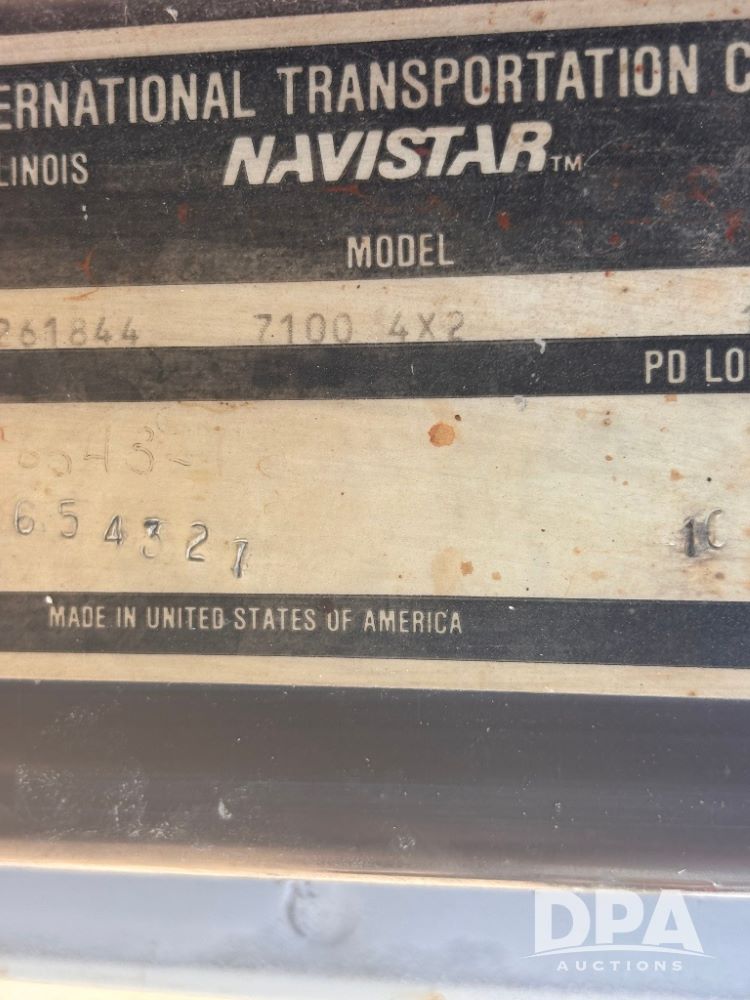 ERNATIONAL TRANSPORTATION C
LINOIS NAVISTAR™
MODEL
261844 7100 4X2
PD LO
654327 10
MADE IN UNITED STATES OF AMERICA
DPA
AUCTIONS